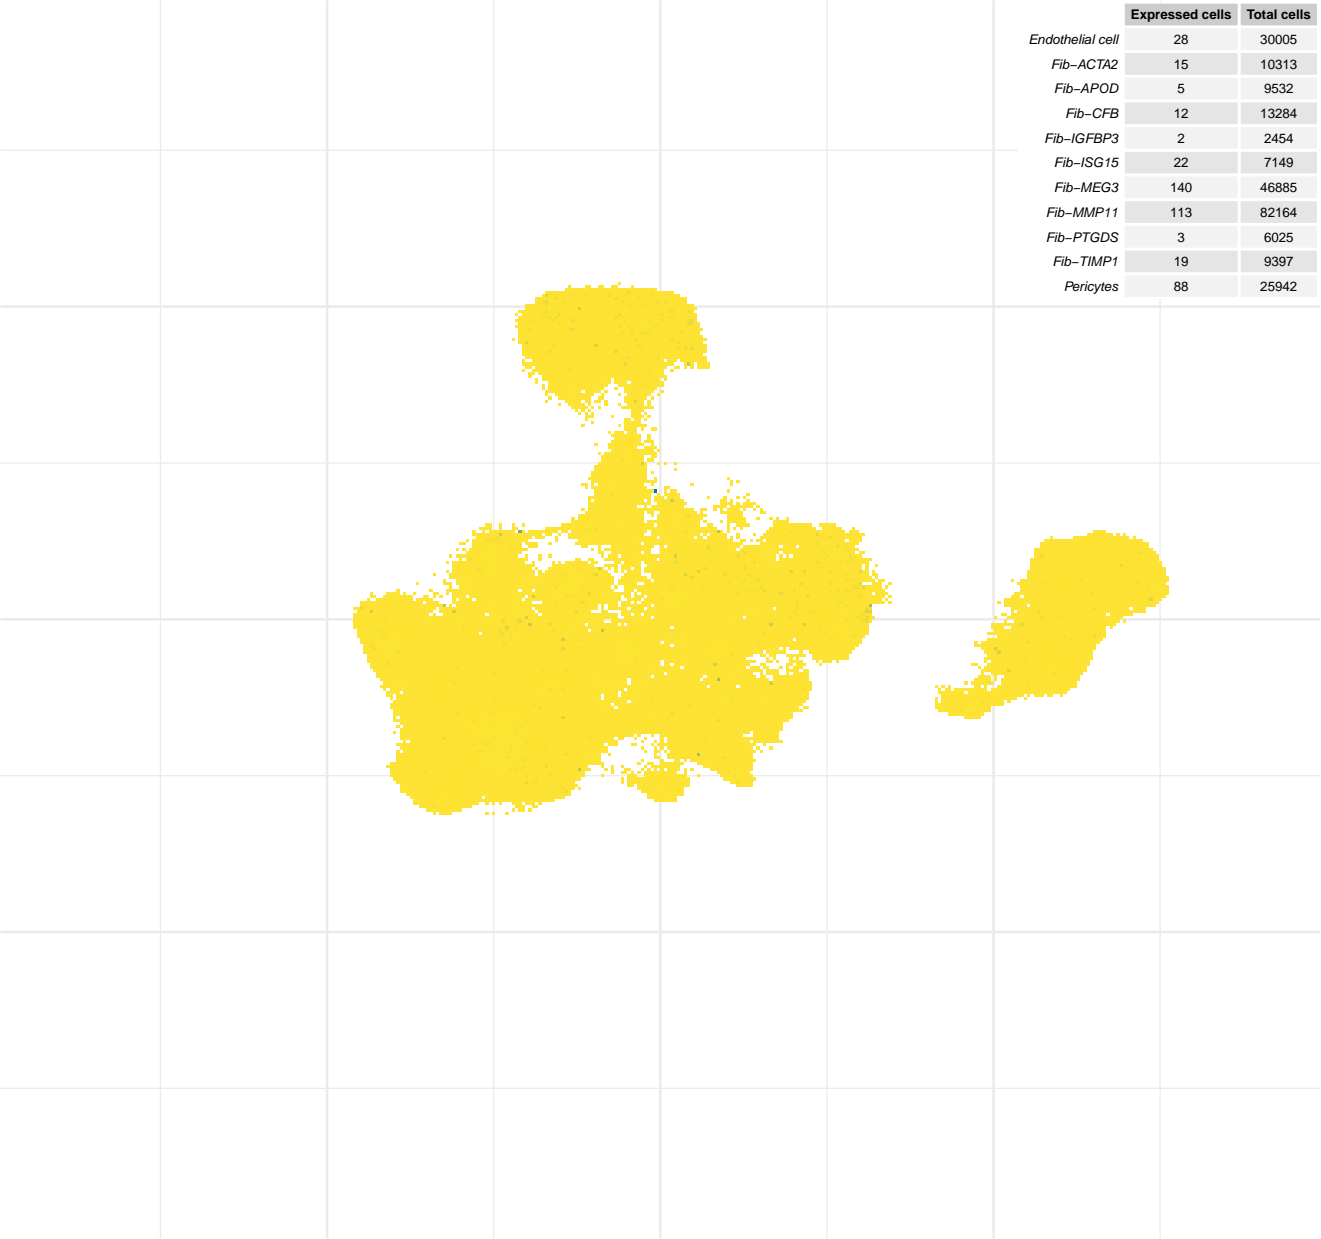 Expressed cells Total cells
Endothelial cell 28 30005
Fib−ACTA2 15 10313
Fib−APOD 5 9532
Fib−CFB 12 13284
Fib−IGFBP3 2 2454
Fib−ISG15 22 7149
Fib−MEG3 140 46885
Fib−MMP11 113 82164
Fib−PTGDS 3 6025
Fib−TIMP1 19 9397
Pericytes 88 25942